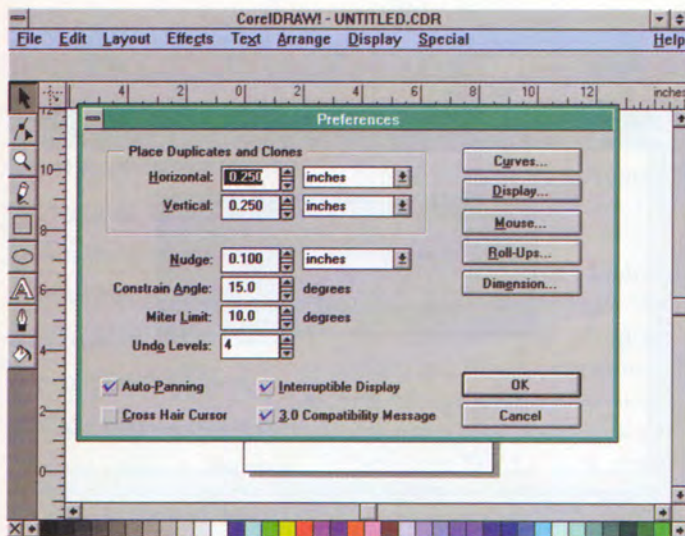 CorelDRAW! - UNTITLED.CDR
File Edit Layout Effects Text Arrange Display Special Help
4 2 0 2 4 6 8 10 12 inches
Preferences
Place Duplicates and Clones
Horizontal: 0.250 inches
Vertical: 0.250 inches
Nudge: 0.100 inches
Constrain Angle: 15.0 degrees
Miter Limit: 10.0 degrees
Undo Levels: 4
Auto-Panning
Interruptible Display
Cross Hair Cursor
3.0 Compatibility Message
Curves...
Display...
Mouse...
Roll-Ups...
Dimension...
OK
Cancel
12
10
8
6
4
2
0